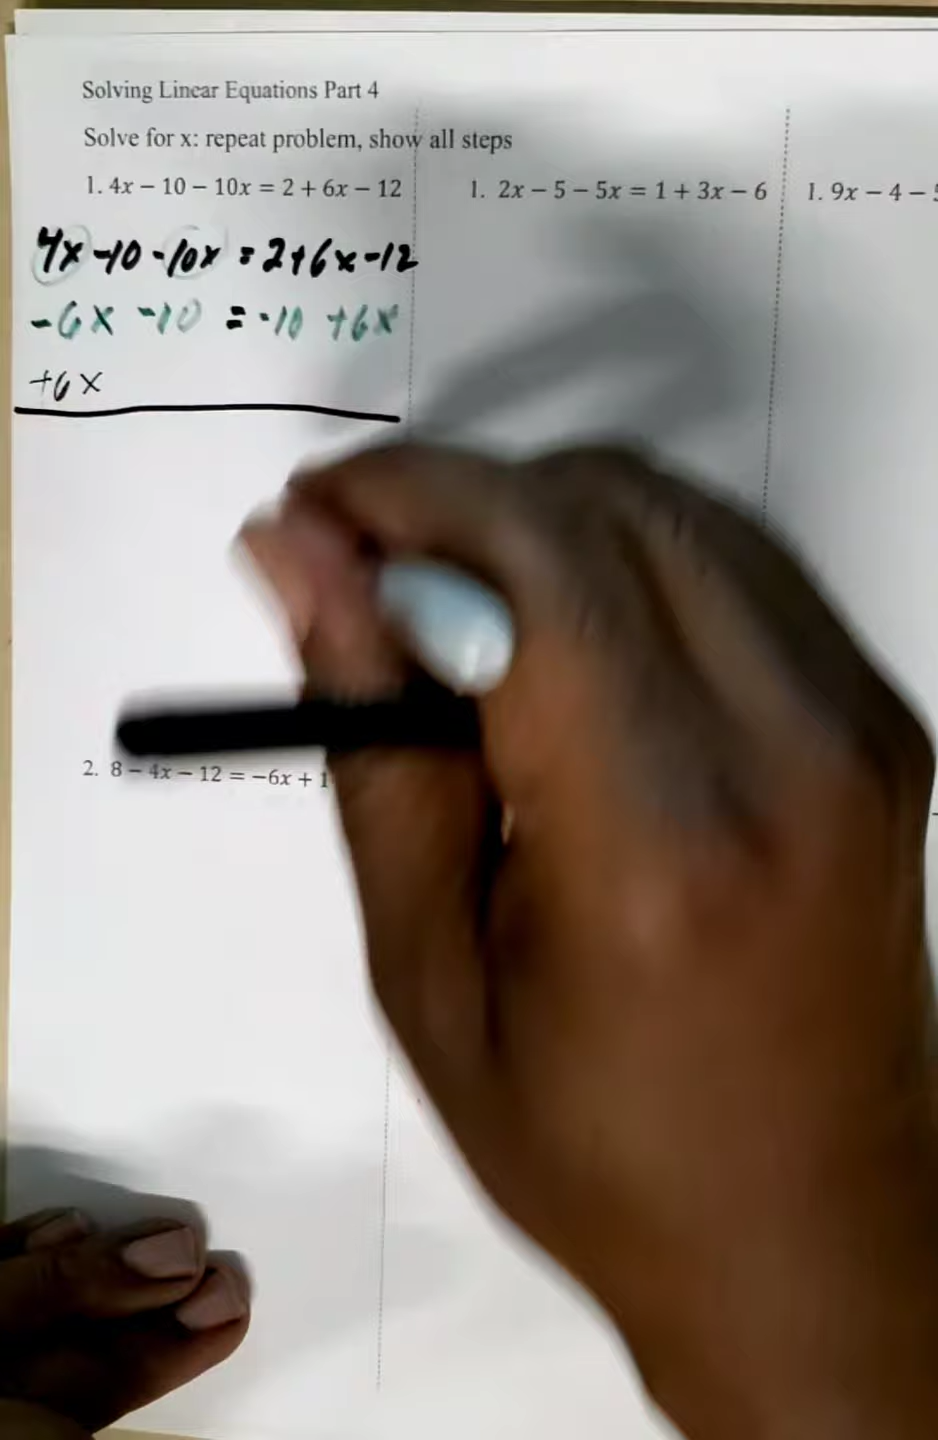 Solving Linear Equations Part 4
Solve for x: repeat problem, show all steps
1. 4x − 10 − 10x = 2 + 6x − 12
1. 2x − 5 − 5x = 1 + 3x − 6
1. 9x − 4 −
4x -10 -10x = 2+6x-12
-6x -10 = -10 +6x
+6x
2. 8 − 4x − 12 = −6x + 1